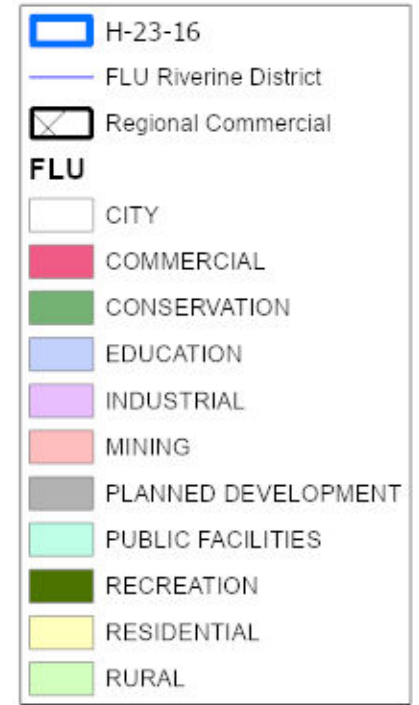 H-23-16
FLU Riverine District
Regional Commercial
FLU
CITY
COMMERCIAL
CONSERVATION
EDUCATION
INDUSTRIAL
MINING
PLANNED DEVELOPMENT
PUBLIC FACILITIES
RECREATION
RESIDENTIAL
RURAL